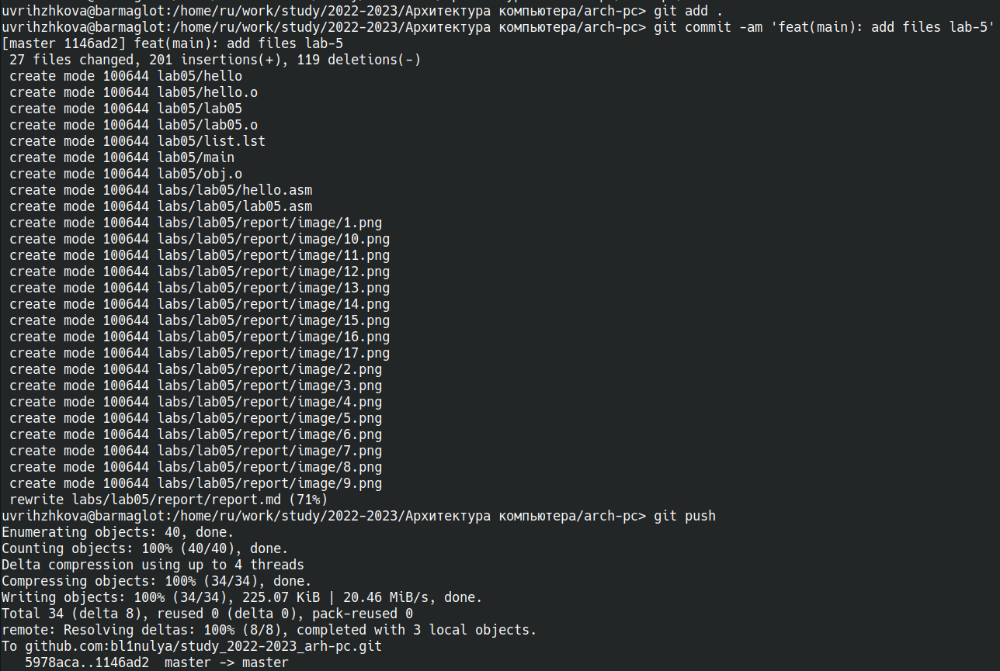 uvrihzhkova@barmaglot:/home/ru/work/study/2022-2023/Архитектура компьютера/arch-pc> git add .
uvrihzhkova@barmaglot:/home/ru/work/study/2022-2023/Архитектура компьютера/arch-pc> git commit -am 'feat(main): add files lab-5'
[master 1146ad2] feat(main): add files lab-5
 27 files changed, 201 insertions(+), 119 deletions(-)
 create mode 100644 lab05/hello
 create mode 100644 lab05/hello.o
 create mode 100644 lab05/lab05
 create mode 100644 lab05/lab05.o
 create mode 100644 lab05/list.lst
 create mode 100644 lab05/main
 create mode 100644 lab05/obj.o
 create mode 100644 labs/lab05/hello.asm
 create mode 100644 labs/lab05/lab05.asm
 create mode 100644 labs/lab05/report/image/1.png
 create mode 100644 labs/lab05/report/image/10.png
 create mode 100644 labs/lab05/report/image/11.png
 create mode 100644 labs/lab05/report/image/12.png
 create mode 100644 labs/lab05/report/image/13.png
 create mode 100644 labs/lab05/report/image/14.png
 create mode 100644 labs/lab05/report/image/15.png
 create mode 100644 labs/lab05/report/image/16.png
 create mode 100644 labs/lab05/report/image/17.png
 create mode 100644 labs/lab05/report/image/2.png
 create mode 100644 labs/lab05/report/image/3.png
 create mode 100644 labs/lab05/report/image/4.png
 create mode 100644 labs/lab05/report/image/5.png
 create mode 100644 labs/lab05/report/image/6.png
 create mode 100644 labs/lab05/report/image/7.png
 create mode 100644 labs/lab05/report/image/8.png
 create mode 100644 labs/lab05/report/image/9.png
 rewrite labs/lab05/report/report.md (71%)
uvrihzhkova@barmaglot:/home/ru/work/study/2022-2023/Архитектура компьютера/arch-pc> git push
Enumerating objects: 40, done.
Counting objects: 100% (40/40), done.
Delta compression using up to 4 threads
Compressing objects: 100% (34/34), done.
Writing objects: 100% (34/34), 225.07 KiB | 20.46 MiB/s, done.
Total 34 (delta 8), reused 0 (delta 0), pack-reused 0
remote: Resolving deltas: 100% (8/8), completed with 3 local objects.
To github.com:bl1nulya/study_2022-2023_arh-pc.git
   5978aca..1146ad2  master -> master